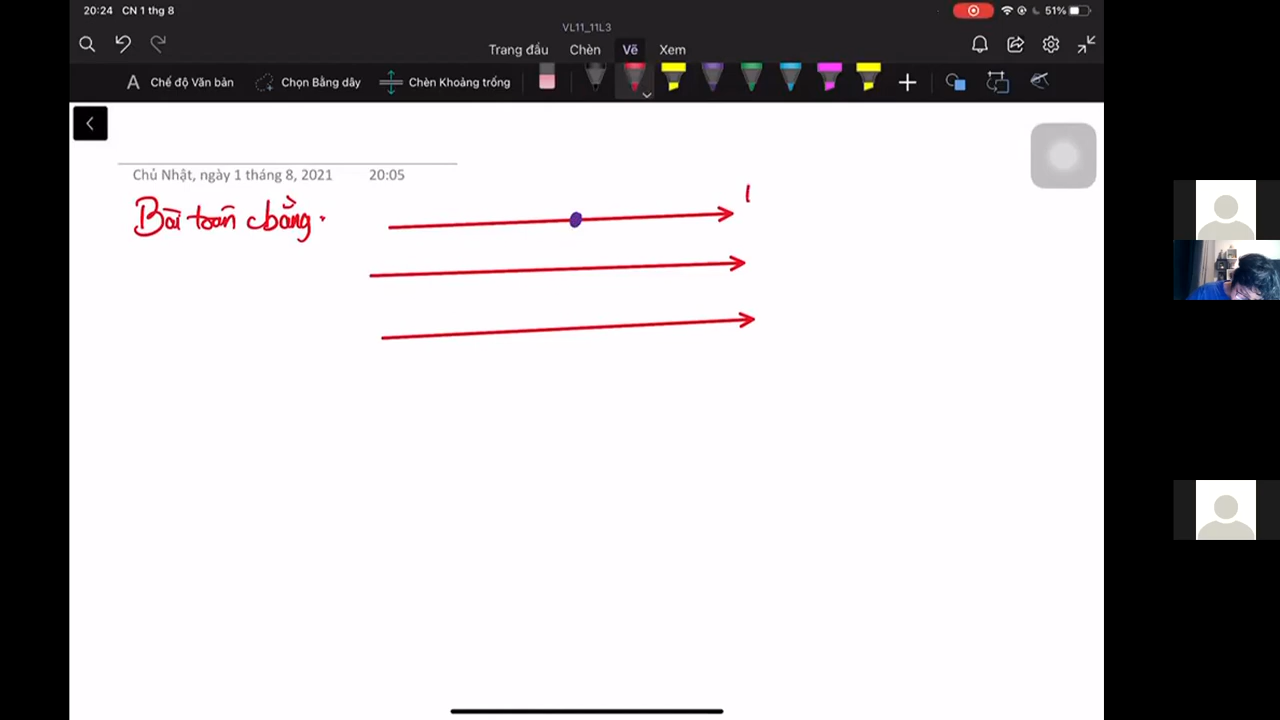 20:24 CN 1 thg 8
51%
VL11_11L3
Trang đầu Chèn Vẽ Xem
A Chế độ Văn bản Chọn Bằng dây Chèn Khoảng trống
Chủ Nhật, ngày 1 tháng 8, 2021 20:05
Bài toán